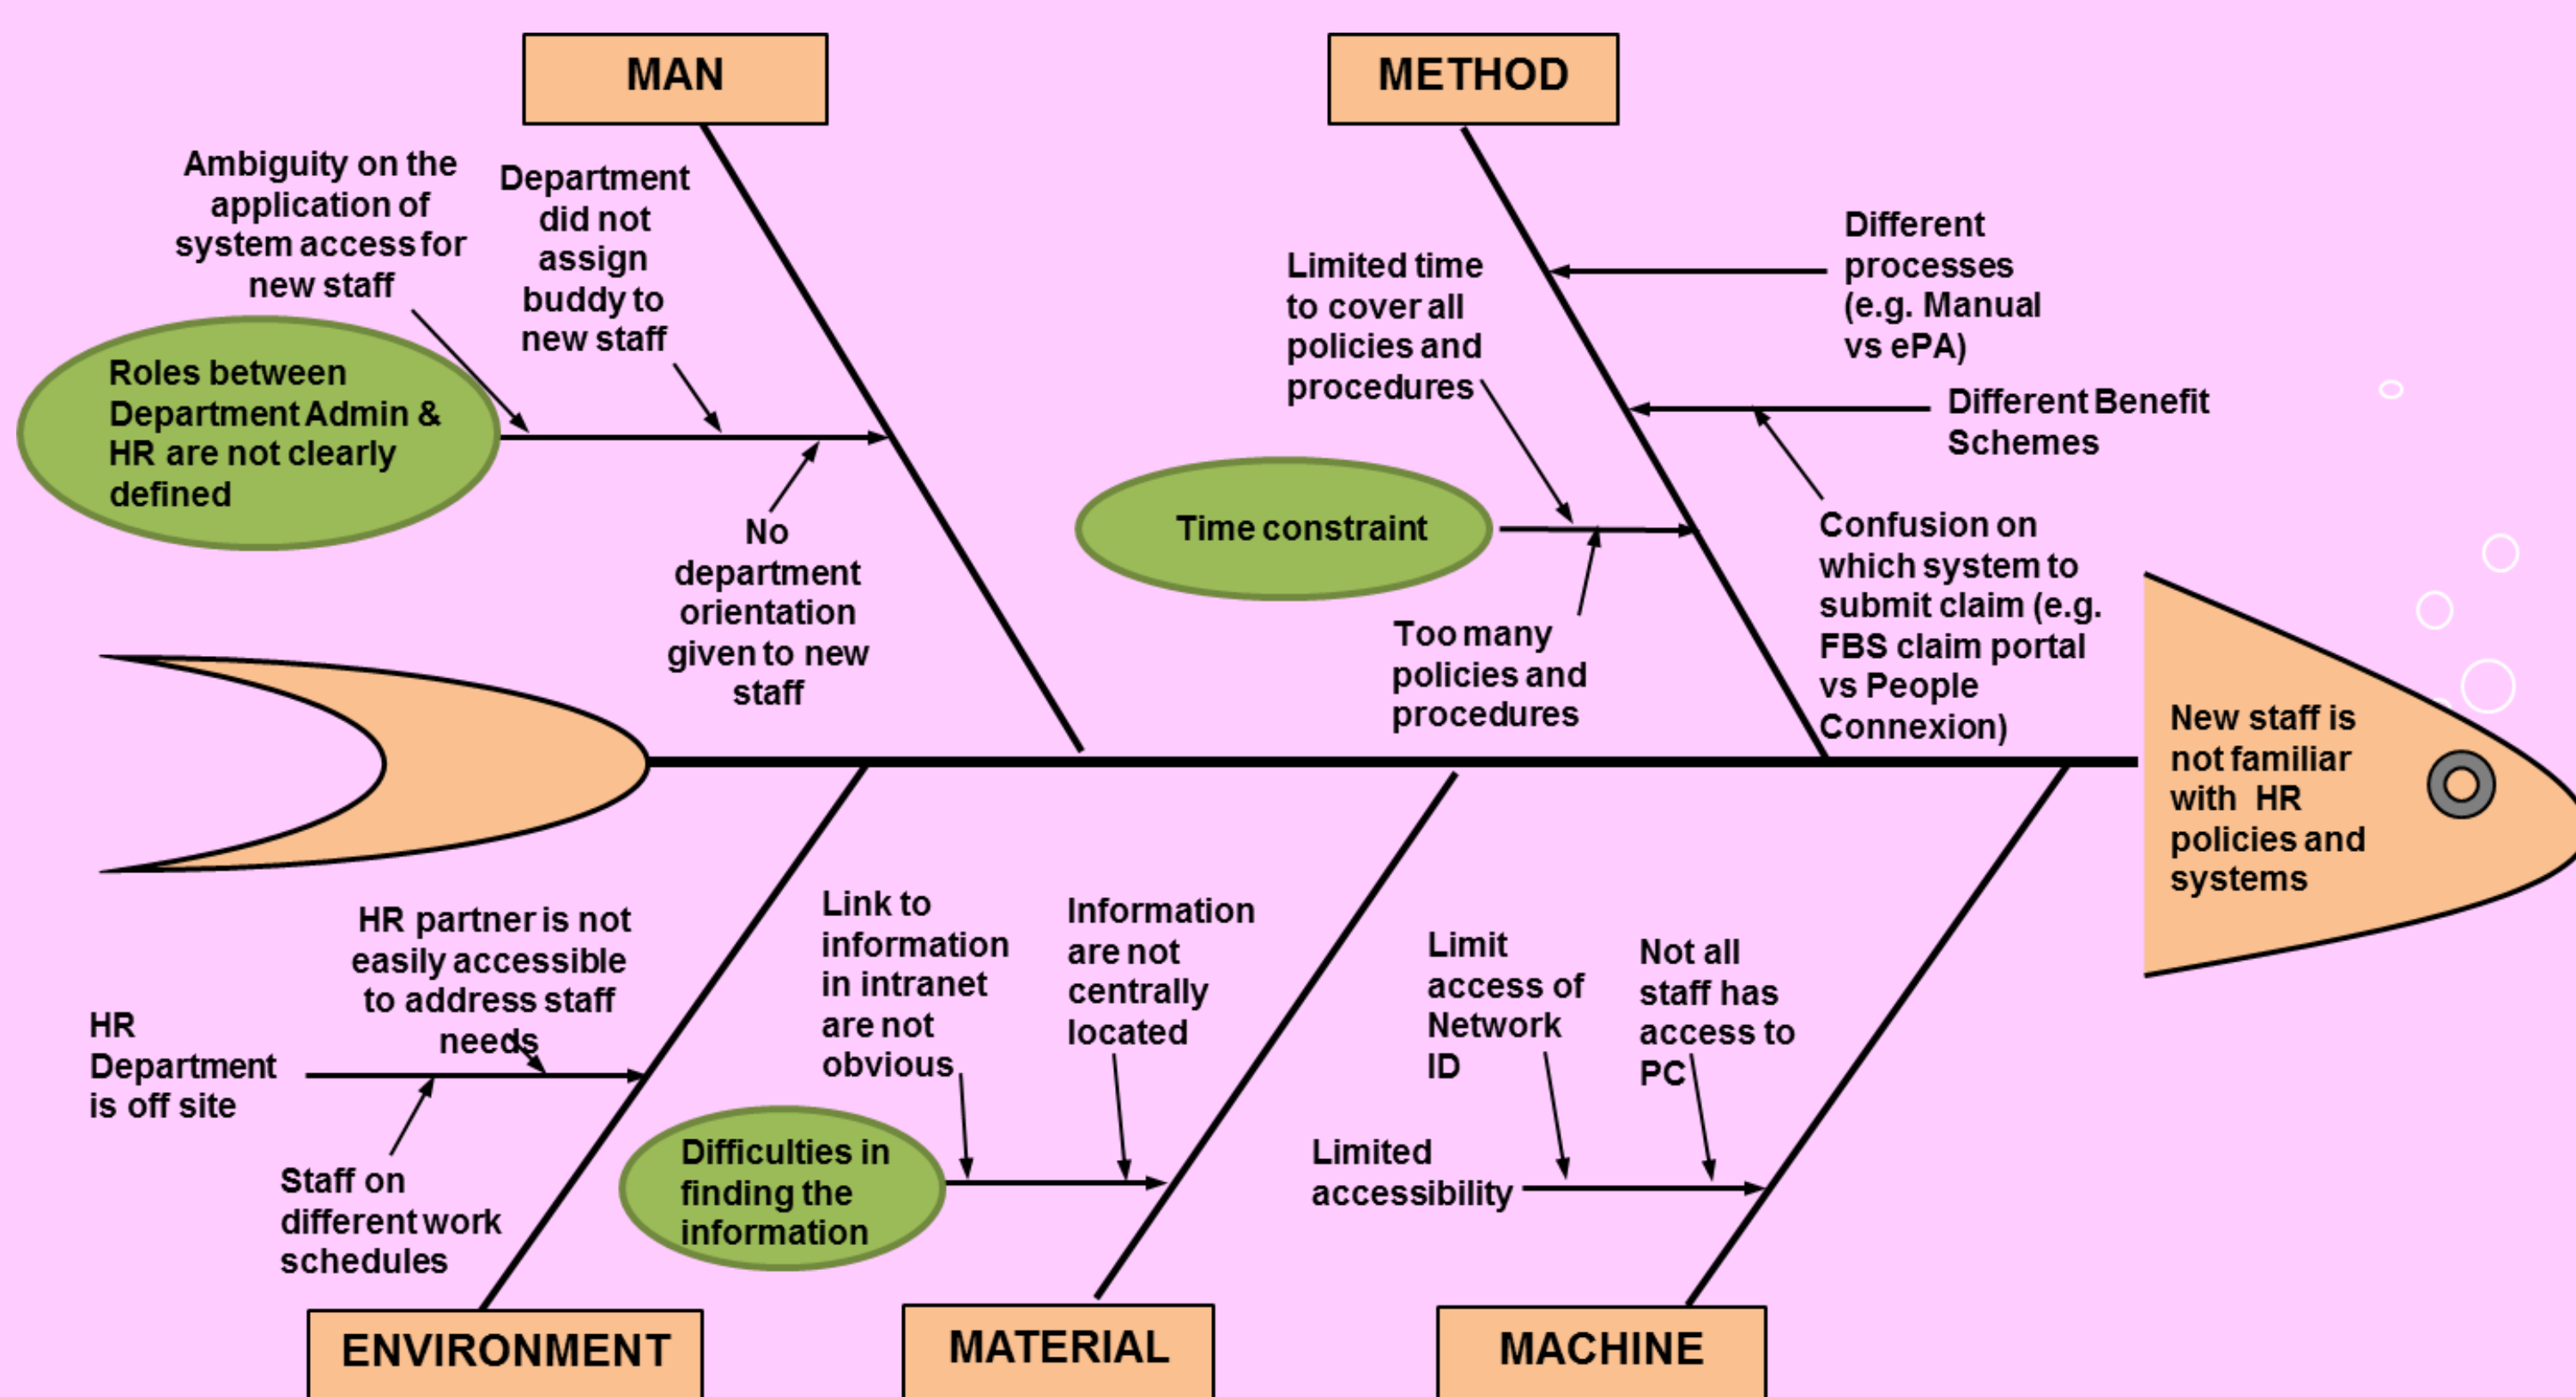 MAN
METHOD
Ambiguity on the
application of
system access for
new staff
Department
did not
assign
buddy to
new staff
Roles between
Department Admin &
HR are not clearly
defined
No
department
orientation
given to new
staff
Limited time
to cover all
policies and
procedures
Different
processes
(e.g. Manual
vs ePA)
Different Benefit
Schemes
Time constraint
Too many
policies and
procedures
Confusion on
which system to
submit claim (e.g.
FBS claim portal
vs People
Connexion)
New staff is
not familiar
with HR
policies and
systems
HR partner is not
easily accessible
to address staff
needs
HR
Department
is off site
Staff on
different work
schedules
Link to
information
in intranet
are not
obvious
Information
are not
centrally
located
Difficulties in
finding the
information
Limit
access of
Network
ID
Not all
staff has
access to
PC
Limited
accessibility
ENVIRONMENT
MATERIAL
MACHINE